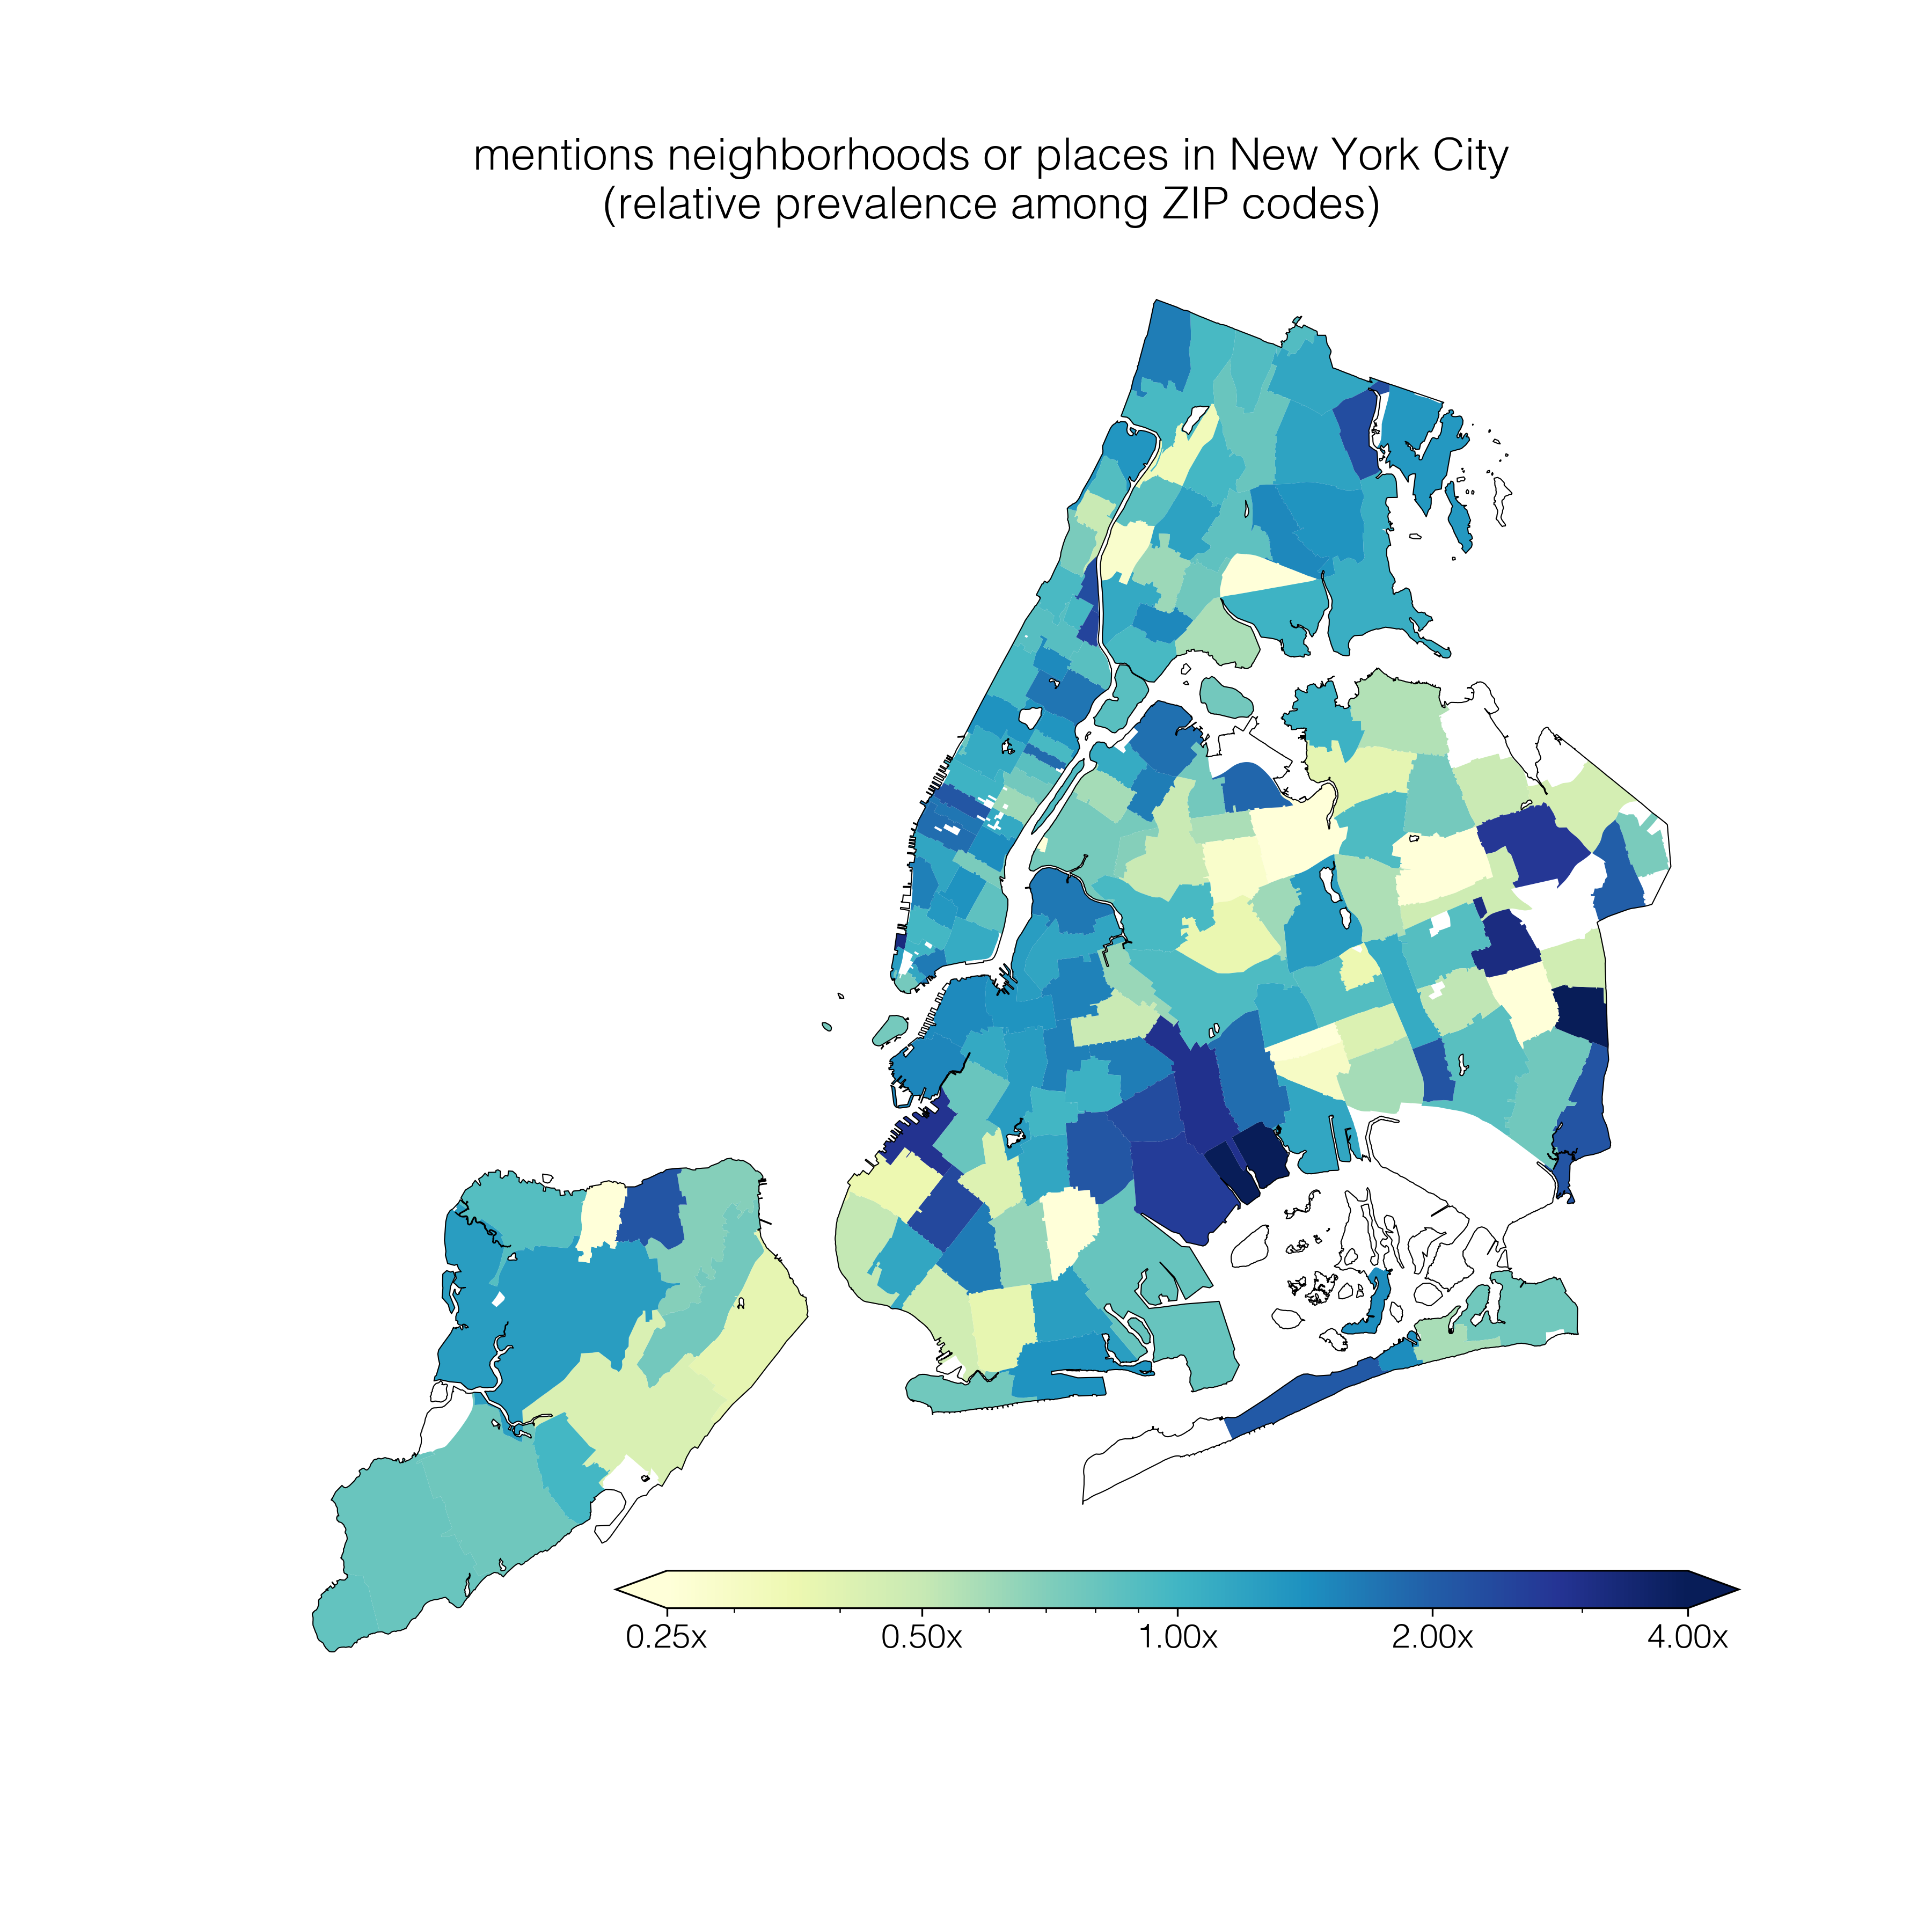 mentions neighborhoods or places in New York City
(relative prevalence among ZIP codes)
0.25x 0.50x 1.00x 2.00x 4.00x